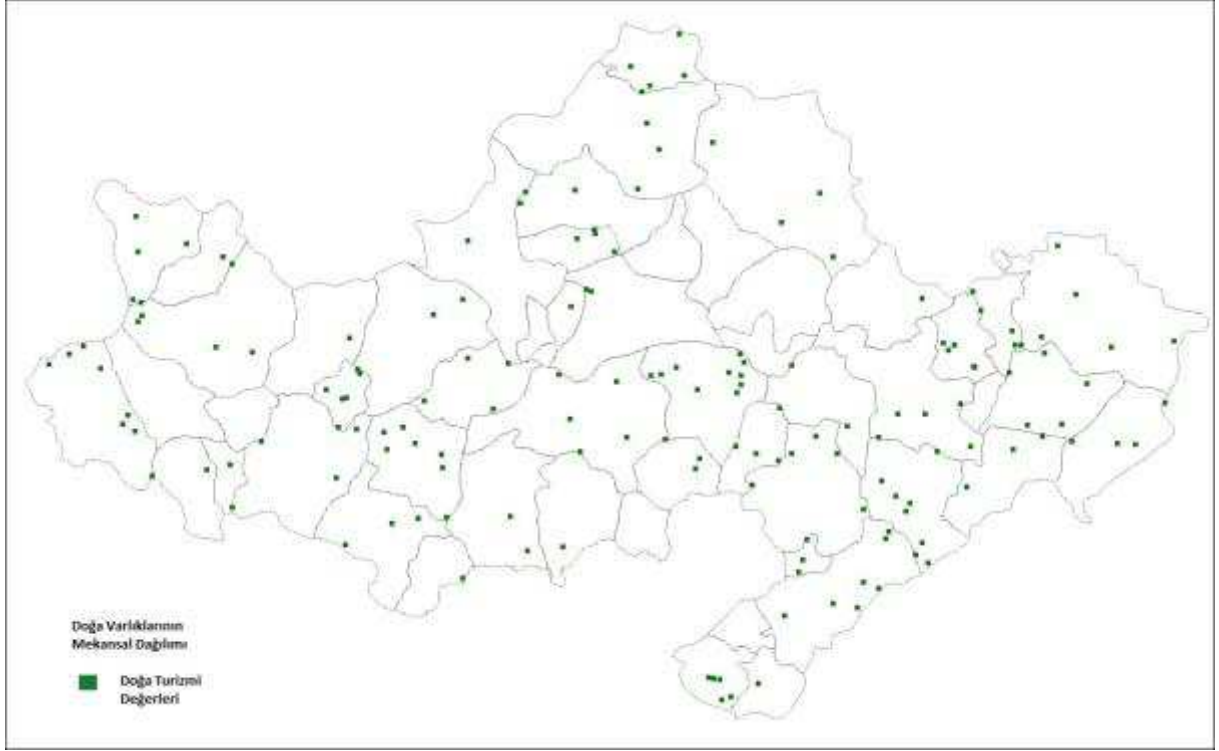 Doğa Varlıklarının
Mekansal Dağılımı
Doğa Turizmi
Değerleri